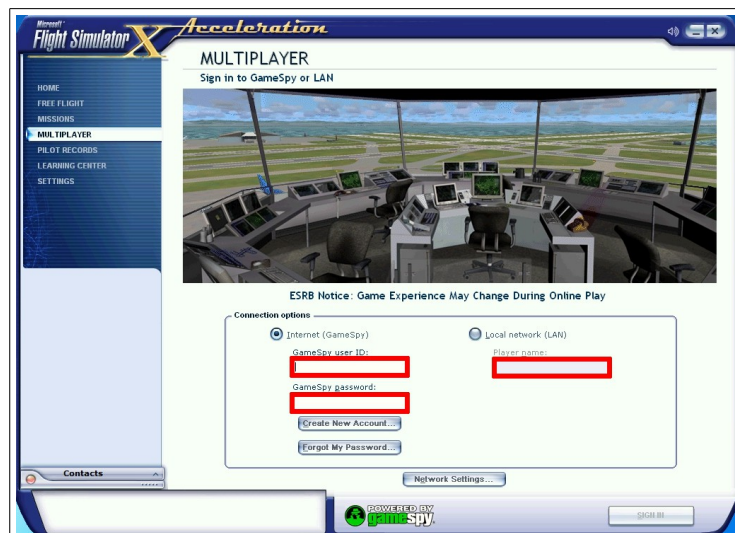 Microsoft
Flight Simulator X
Acceleration
MULTIPLAYER
Sign in to GameSpy or LAN
HOME
FREE FLIGHT
MISSIONS
MULTIPLAYER
PILOT RECORDS
LEARNING CENTER
SETTINGS
ESRB Notice: Game Experience May Change During Online Play
Connection options
Internet (GameSpy)
Local network (LAN)
GameSpy user ID:
Player name:
GameSpy password:
Create New Account...
Forgot My Password...
Contacts
Network Settings...
POWERED BY
gamespy.
SIGN IN